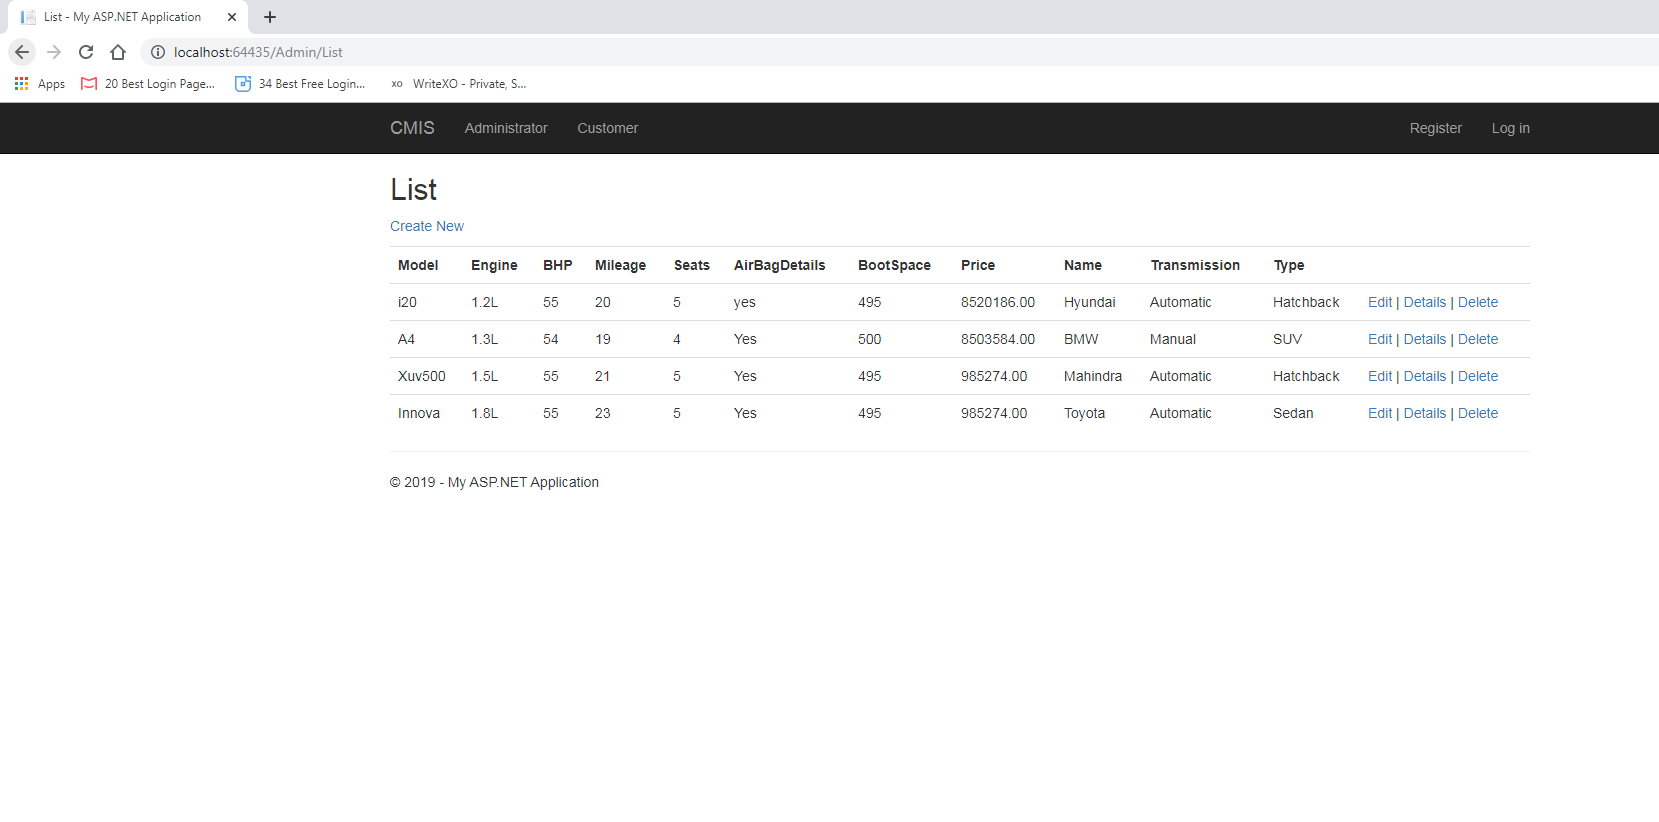 List - My ASP.NET Application
localhost:64435/Admin/List
Apps 20 Best Login Page... 34 Best Free Login... XO WriteXO - Private, S...
CMIS Administrator Customer Register Log in
List
Create New
Model Engine BHP Mileage Seats AirBagDetails BootSpace Price Name Transmission Type
i20 1.2L 55 20 5 yes 495 8520186.00 Hyundai Automatic Hatchback Edit | Details | Delete
A4 1.3L 54 19 4 Yes 500 8503584.00 BMW Manual SUV Edit | Details | Delete
Xuv500 1.5L 55 21 5 Yes 495 985274.00 Mahindra Automatic Hatchback Edit | Details | Delete
Innova 1.8L 55 23 5 Yes 495 985274.00 Toyota Automatic Sedan Edit | Details | Delete
© 2019 - My ASP.NET Application